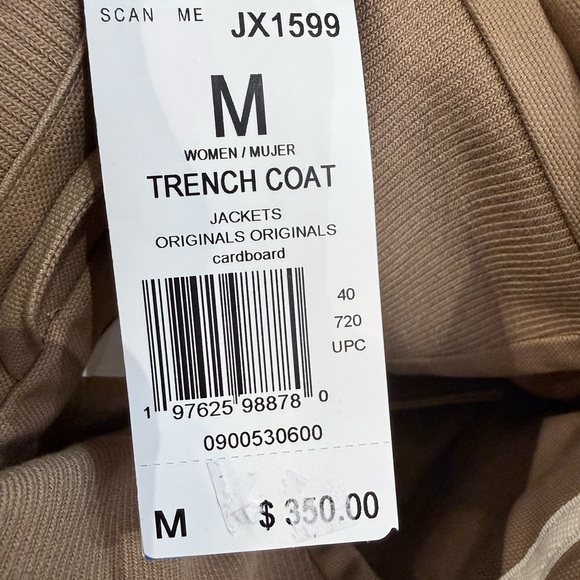 SCAN ME JX1599
M
WOMEN / MUJER
TRENCH COAT
JACKETS
ORIGINALS ORIGINALS
cardboard
40
720
UPC
1 97625 98878 0
0900530600
M $ 350.00